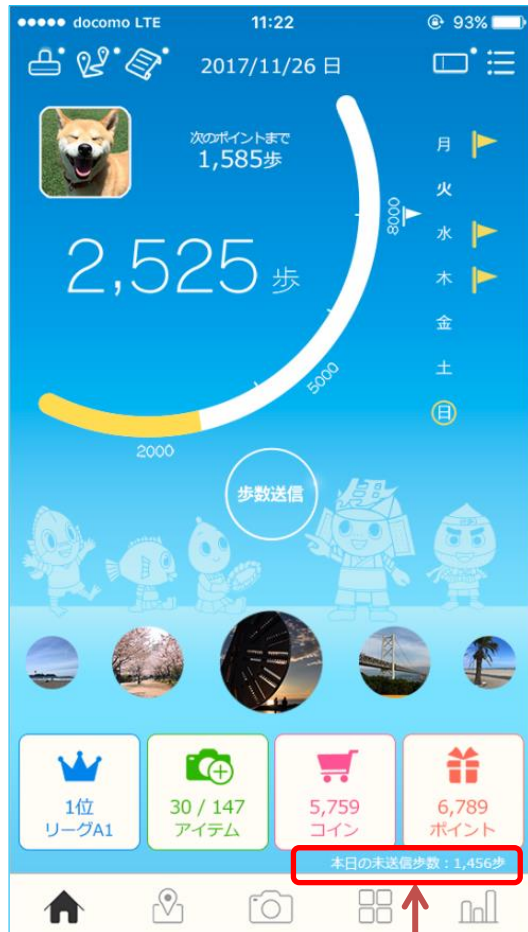 docomo LTE
11:22
93%
2017/11/26 日
次のポイントまで
1,585歩
2,525 歩
月
火
水
木
金
土
日
8000
5000
2000
歩数送信
1位
リーグA1
30 / 147
アイテム
5,759
コイン
6,789
ポイント
本日の未送信歩数：1,456歩